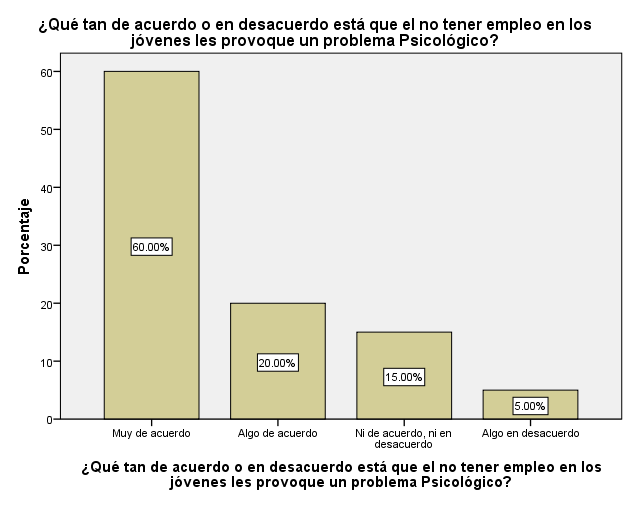 ¿Qué tan de acuerdo o en desacuerdo está que el no tener empleo en los
jóvenes les provoque un problema Psicológico?
Porcentaje
60
50
40
30
20
10
0
60.00%
20.00%
15.00%
5.00%
Muy de acuerdo
Algo de acuerdo
Ni de acuerdo, ni en
desacuerdo
Algo en desacuerdo
¿Qué tan de acuerdo o en desacuerdo está que el no tener empleo en los
jóvenes les provoque un problema Psicológico?